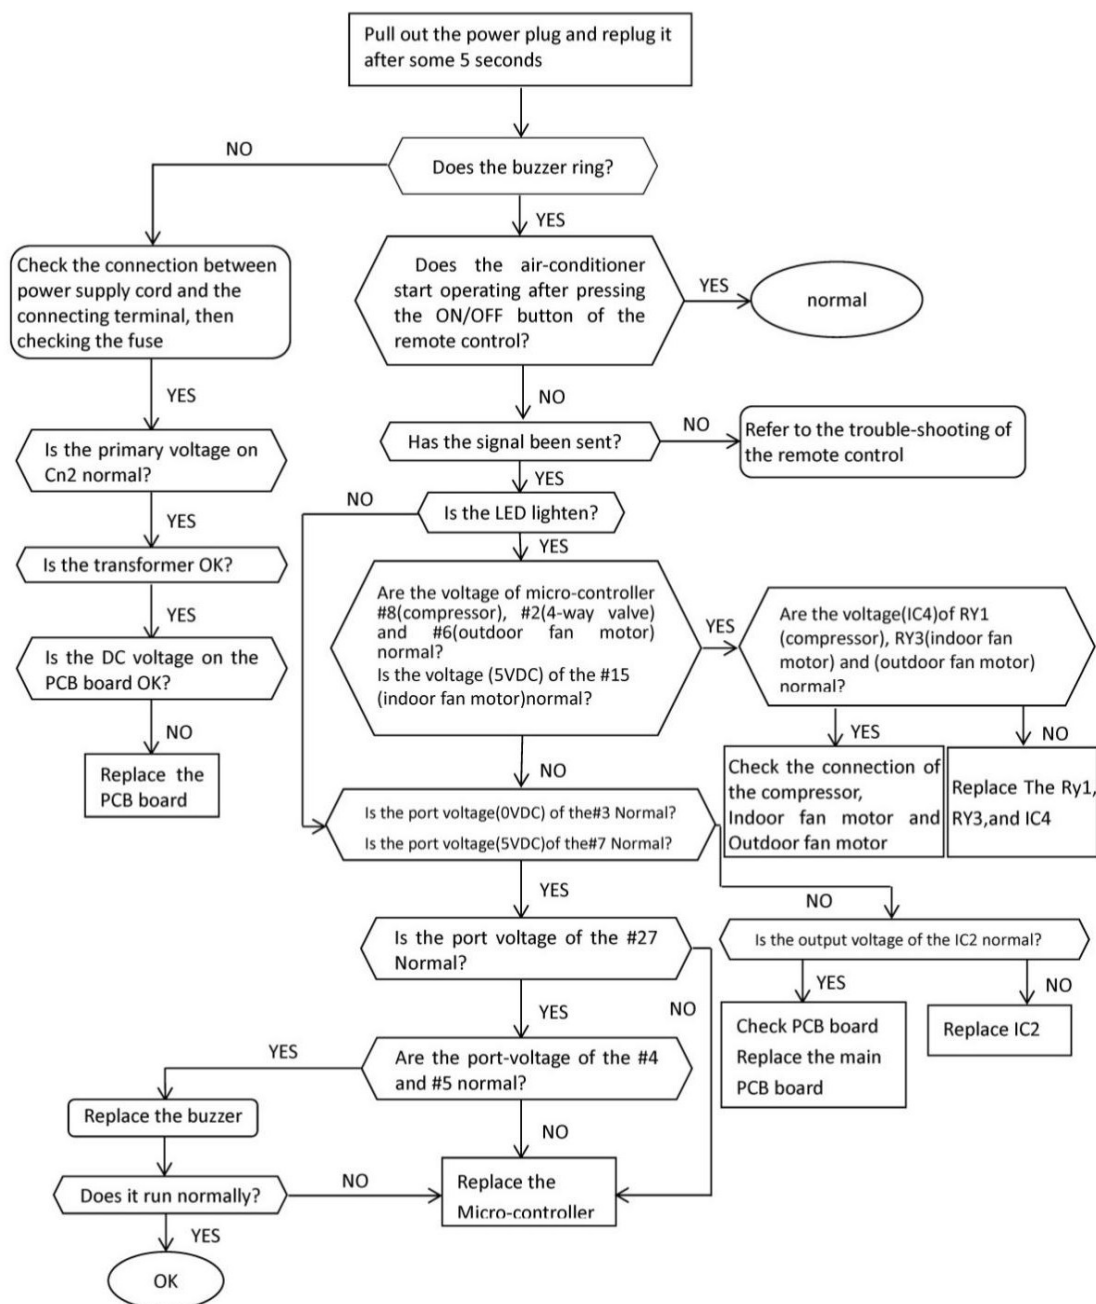 Pull out the power plug and replug it
after some 5 seconds
NO
Does the buzzer ring?
YES
Check the connection between
power supply cord and the
connecting terminal, then
checking the fuse
Does the air-conditioner
start operating after pressing
the ON/OFF button of the
remote control?
YES
normal
YES
NO
Is the primary voltage on
Cn2 normal?
Has the signal been sent?
NO
Refer to the trouble-shooting of
the remote control
YES
NO
Is the LED lighten?
YES
YES
Is the transformer OK?
Are the voltage of micro-controller
#8(compressor), #2(4-way valve)
and #6(outdoor fan motor)
normal?
Is the voltage (5VDC) of the #15
(indoor fan motor)normal?
YES
Are the voltage(IC4)of RY1
(compressor), RY3(indoor fan
motor) and (outdoor fan motor)
normal?
YES
Is the DC voltage on the
PCB board OK?
NO
Replace the
PCB board
YES
NO
Check the connection of
the compressor,
Indoor fan motor and
Outdoor fan motor
Replace The Ry1,
RY3,and IC4
NO
Is the port voltage(0VDC) of the#3 Normal?
Is the port voltage(5VDC)of the#7 Normal?
YES
NO
Is the port voltage of the #27
Normal?
Is the output voltage of the IC2 normal?
YES
NO
YES
NO
Check PCB board
Replace the main
PCB board
Replace IC2
YES
Are the port-voltage of the #4
and #5 normal?
Replace the buzzer
NO
Does it run normally?
NO
Replace the
Micro-controller
YES
OK